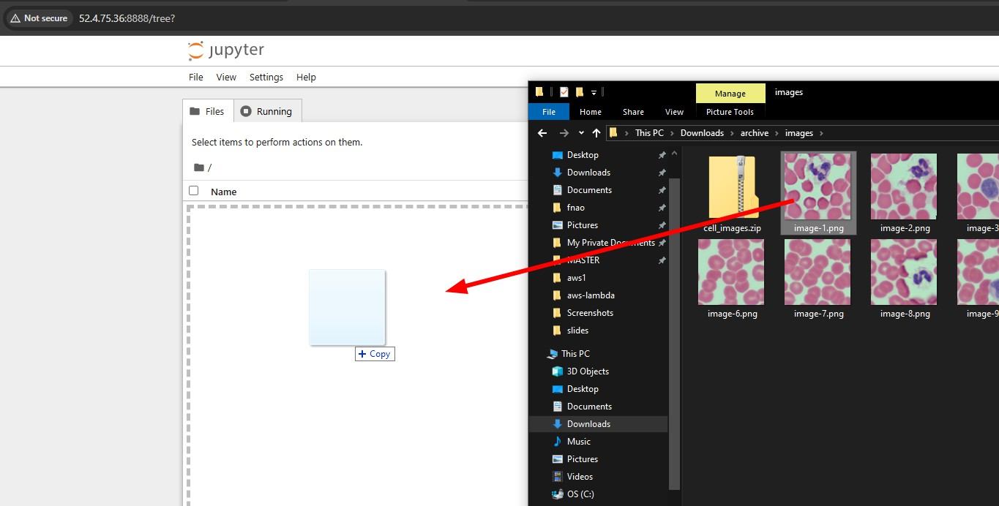 Not secure 52.4.75.36:8888/tree?
jupyter
File View Settings Help
Files Running
Select items to perform actions on them.
/
Name
Copy
Manage images
File Home Share View Picture Tools
This PC Downloads archive images
Desktop
Downloads
Documents
fnao
Pictures
My Private Documents
MASTER
aws1
aws-lambda
Screenshots
slides
This PC
3D Objects
Desktop
Documents
Downloads
Music
Pictures
Videos
OS (C:)
cell_images.zip image-1.png image-2.png image-3
image-6.png image-7.png image-8.png image-9